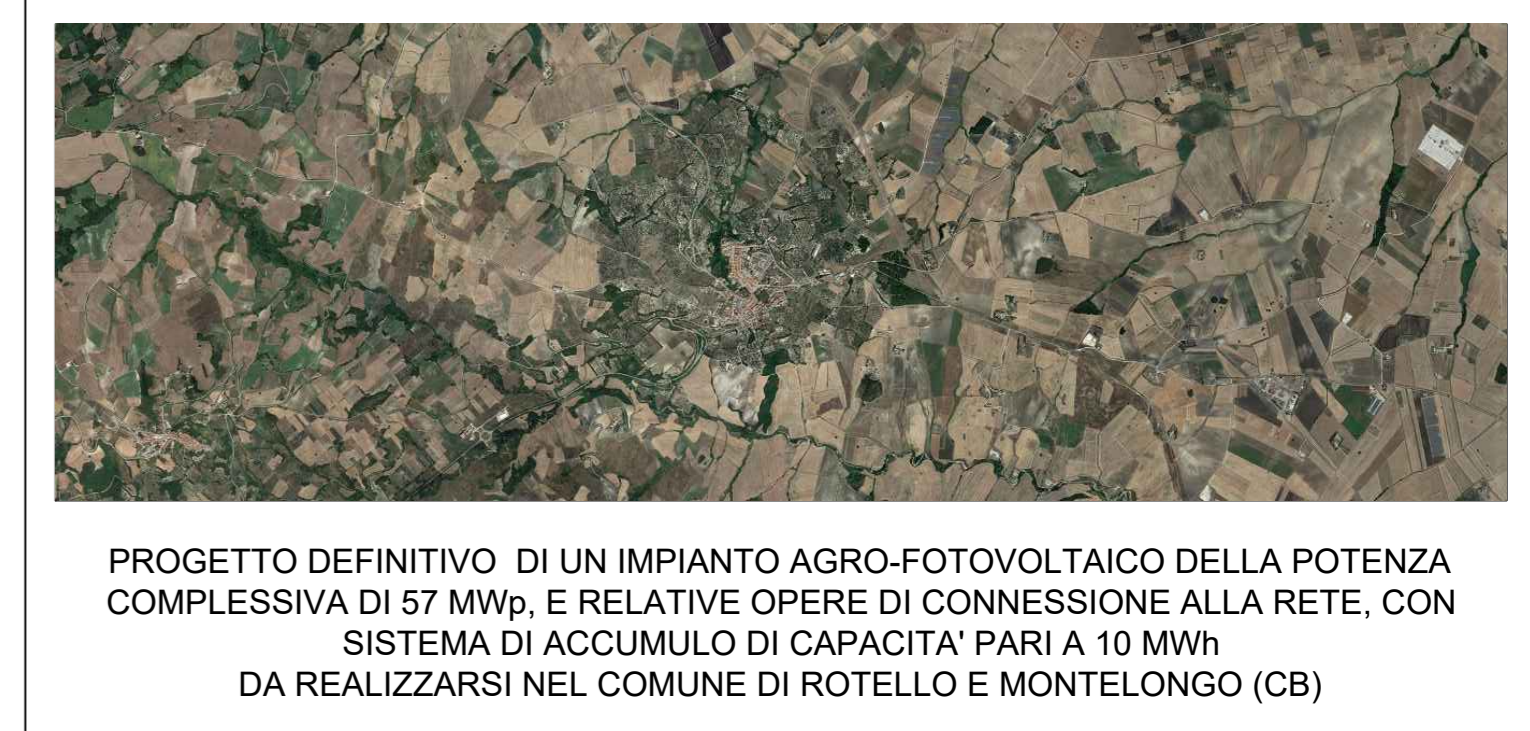 PROGETTO DEFINITIVO  DI UN IMPIANTO AGRO-FOTOVOLTAICO DELLA POTENZA
COMPLESSIVA DI 57 MWp, E RELATIVE OPERE DI CONNESSIONE ALLA RETE, CON
SISTEMA DI ACCUMULO DI CAPACITA' PARI A 10 MWh
DA REALIZZARSI NEL COMUNE DI ROTELLO E MONTELONGO (CB)